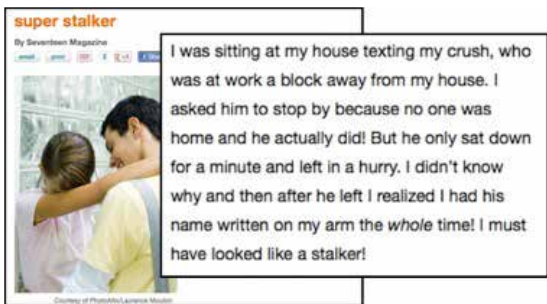 super stalker
By Seventeen Magazine
email print
I was sitting at my house texting my crush, who
was at work a block away from my house. I
asked him to stop by because no one was
home and he actually did! But he only sat down
for a minute and left in a hurry. I didn't know
why and then after he left I realized I had his
name written on my arm the whole time! I must
have looked like a stalker!
Courtesy of PhotoAlto/Laurence Mouton